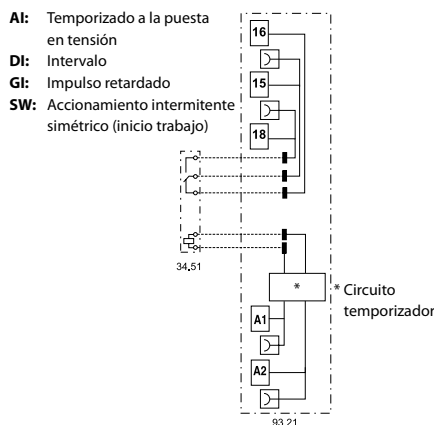 AI: Temporizado a la puesta
en tensión
DI: Intervalo
GI: Impulso retardado
SW: Accionamiento intermitente
simétrico (inicio trabajo)
16
15
18
34.51
*
* Circuito
temporizador
A1
A2
93.21